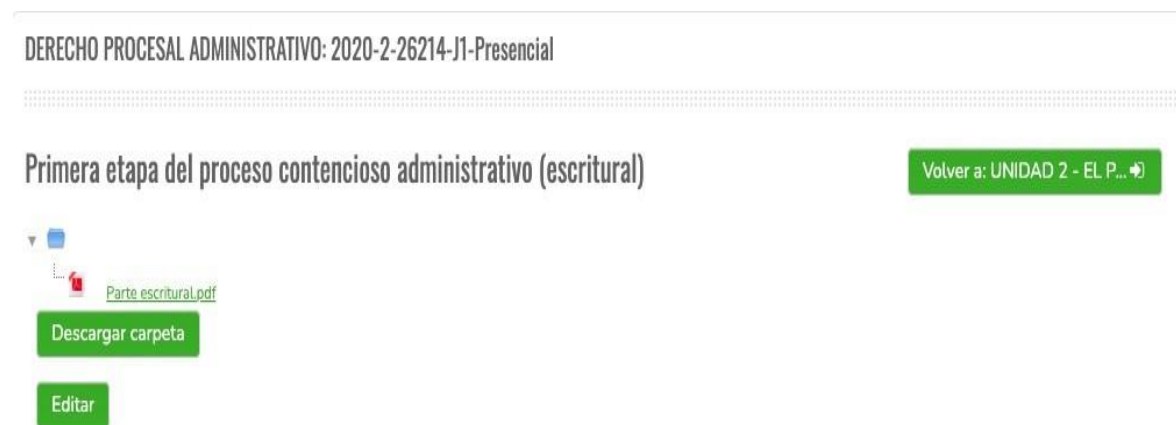 DERECHO PROCESAL ADMINISTRATIVO: 2020-2-26214-J1-Presencial
Primera etapa del proceso contencioso administrativo (escritural)
Volver a: UNIDAD 2 - EL P...
Parte escritural.pdf
Descargar carpeta
Editar